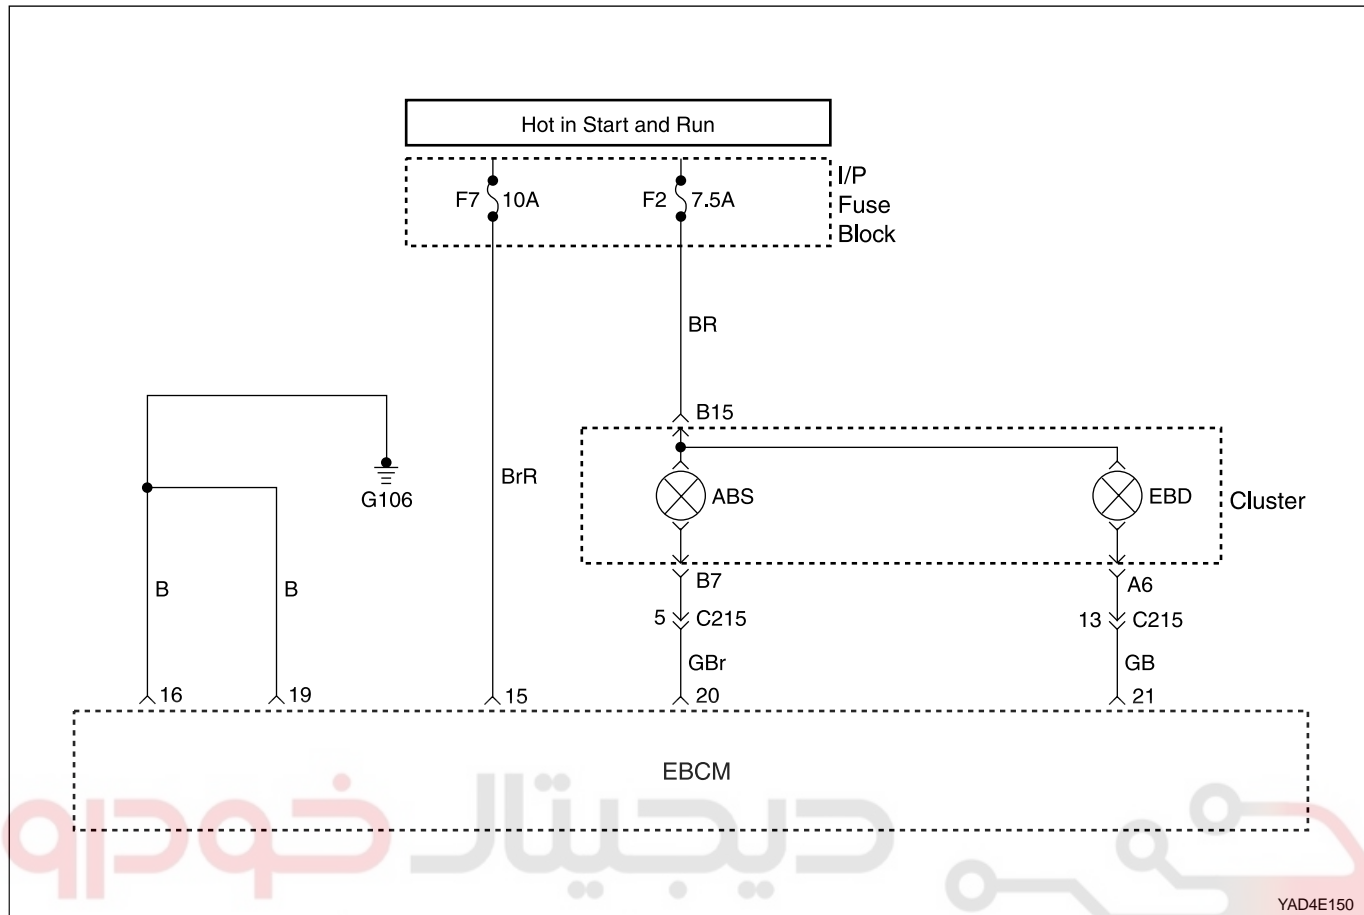 Hot in Start and Run
F7 10A
F2 7.5A
I/P
Fuse
Block
BR
B15
BrR
G106
ABS
EBD
Cluster
B
B
B7
A6
5 C215
13 C215
GBr
GB
16
19
15
20
21
EBCM
دیجیتال خودرو
YAD4E150